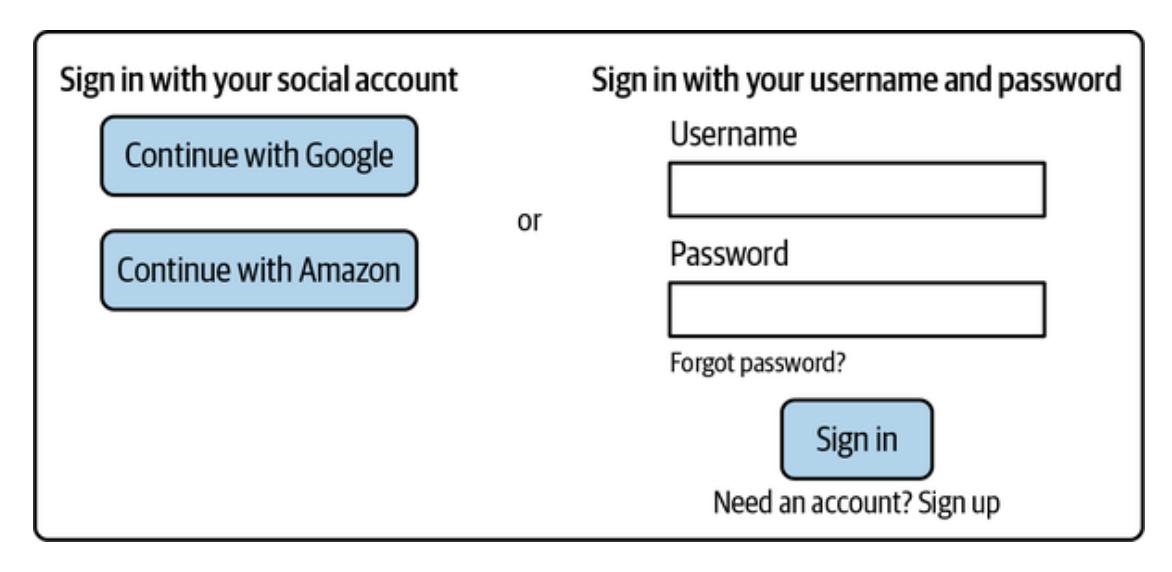 Sign in with your social account
Continue with Google
Continue with Amazon
or
Sign in with your username and password
Username
Password
Forgot password?
Sign in
Need an account? Sign up